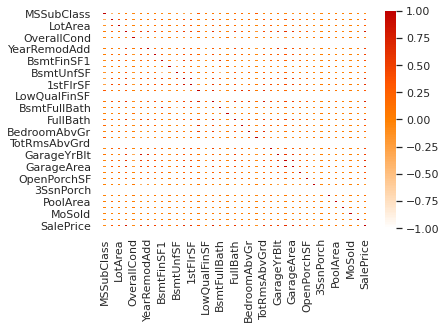 MSSubClass
LotArea
OverallCond
YearRemodAdd
BsmtFinSF1
BsmtUnfSF
1stFlrSF
LowQualFinSF
BsmtFullBath
FullBath
BedroomAbvGr
TotRmsAbvGrd
GarageYrBlt
GarageArea
OpenPorchSF
3SsnPorch
PoolArea
MoSold
SalePrice
MSSubClass
LotArea
OverallCond
YearRemodAdd
BsmtFinSF1
BsmtUnfSF
1stFlrSF
LowQualFinSF
BsmtFullBath
FullBath
BedroomAbvGr
TotRmsAbvGrd
GarageYrBlt
GarageArea
OpenPorchSF
3SsnPorch
PoolArea
MoSold
SalePrice
1.00
0.75
0.50
0.25
0.00
−0.25
−0.50
−0.75
−1.00